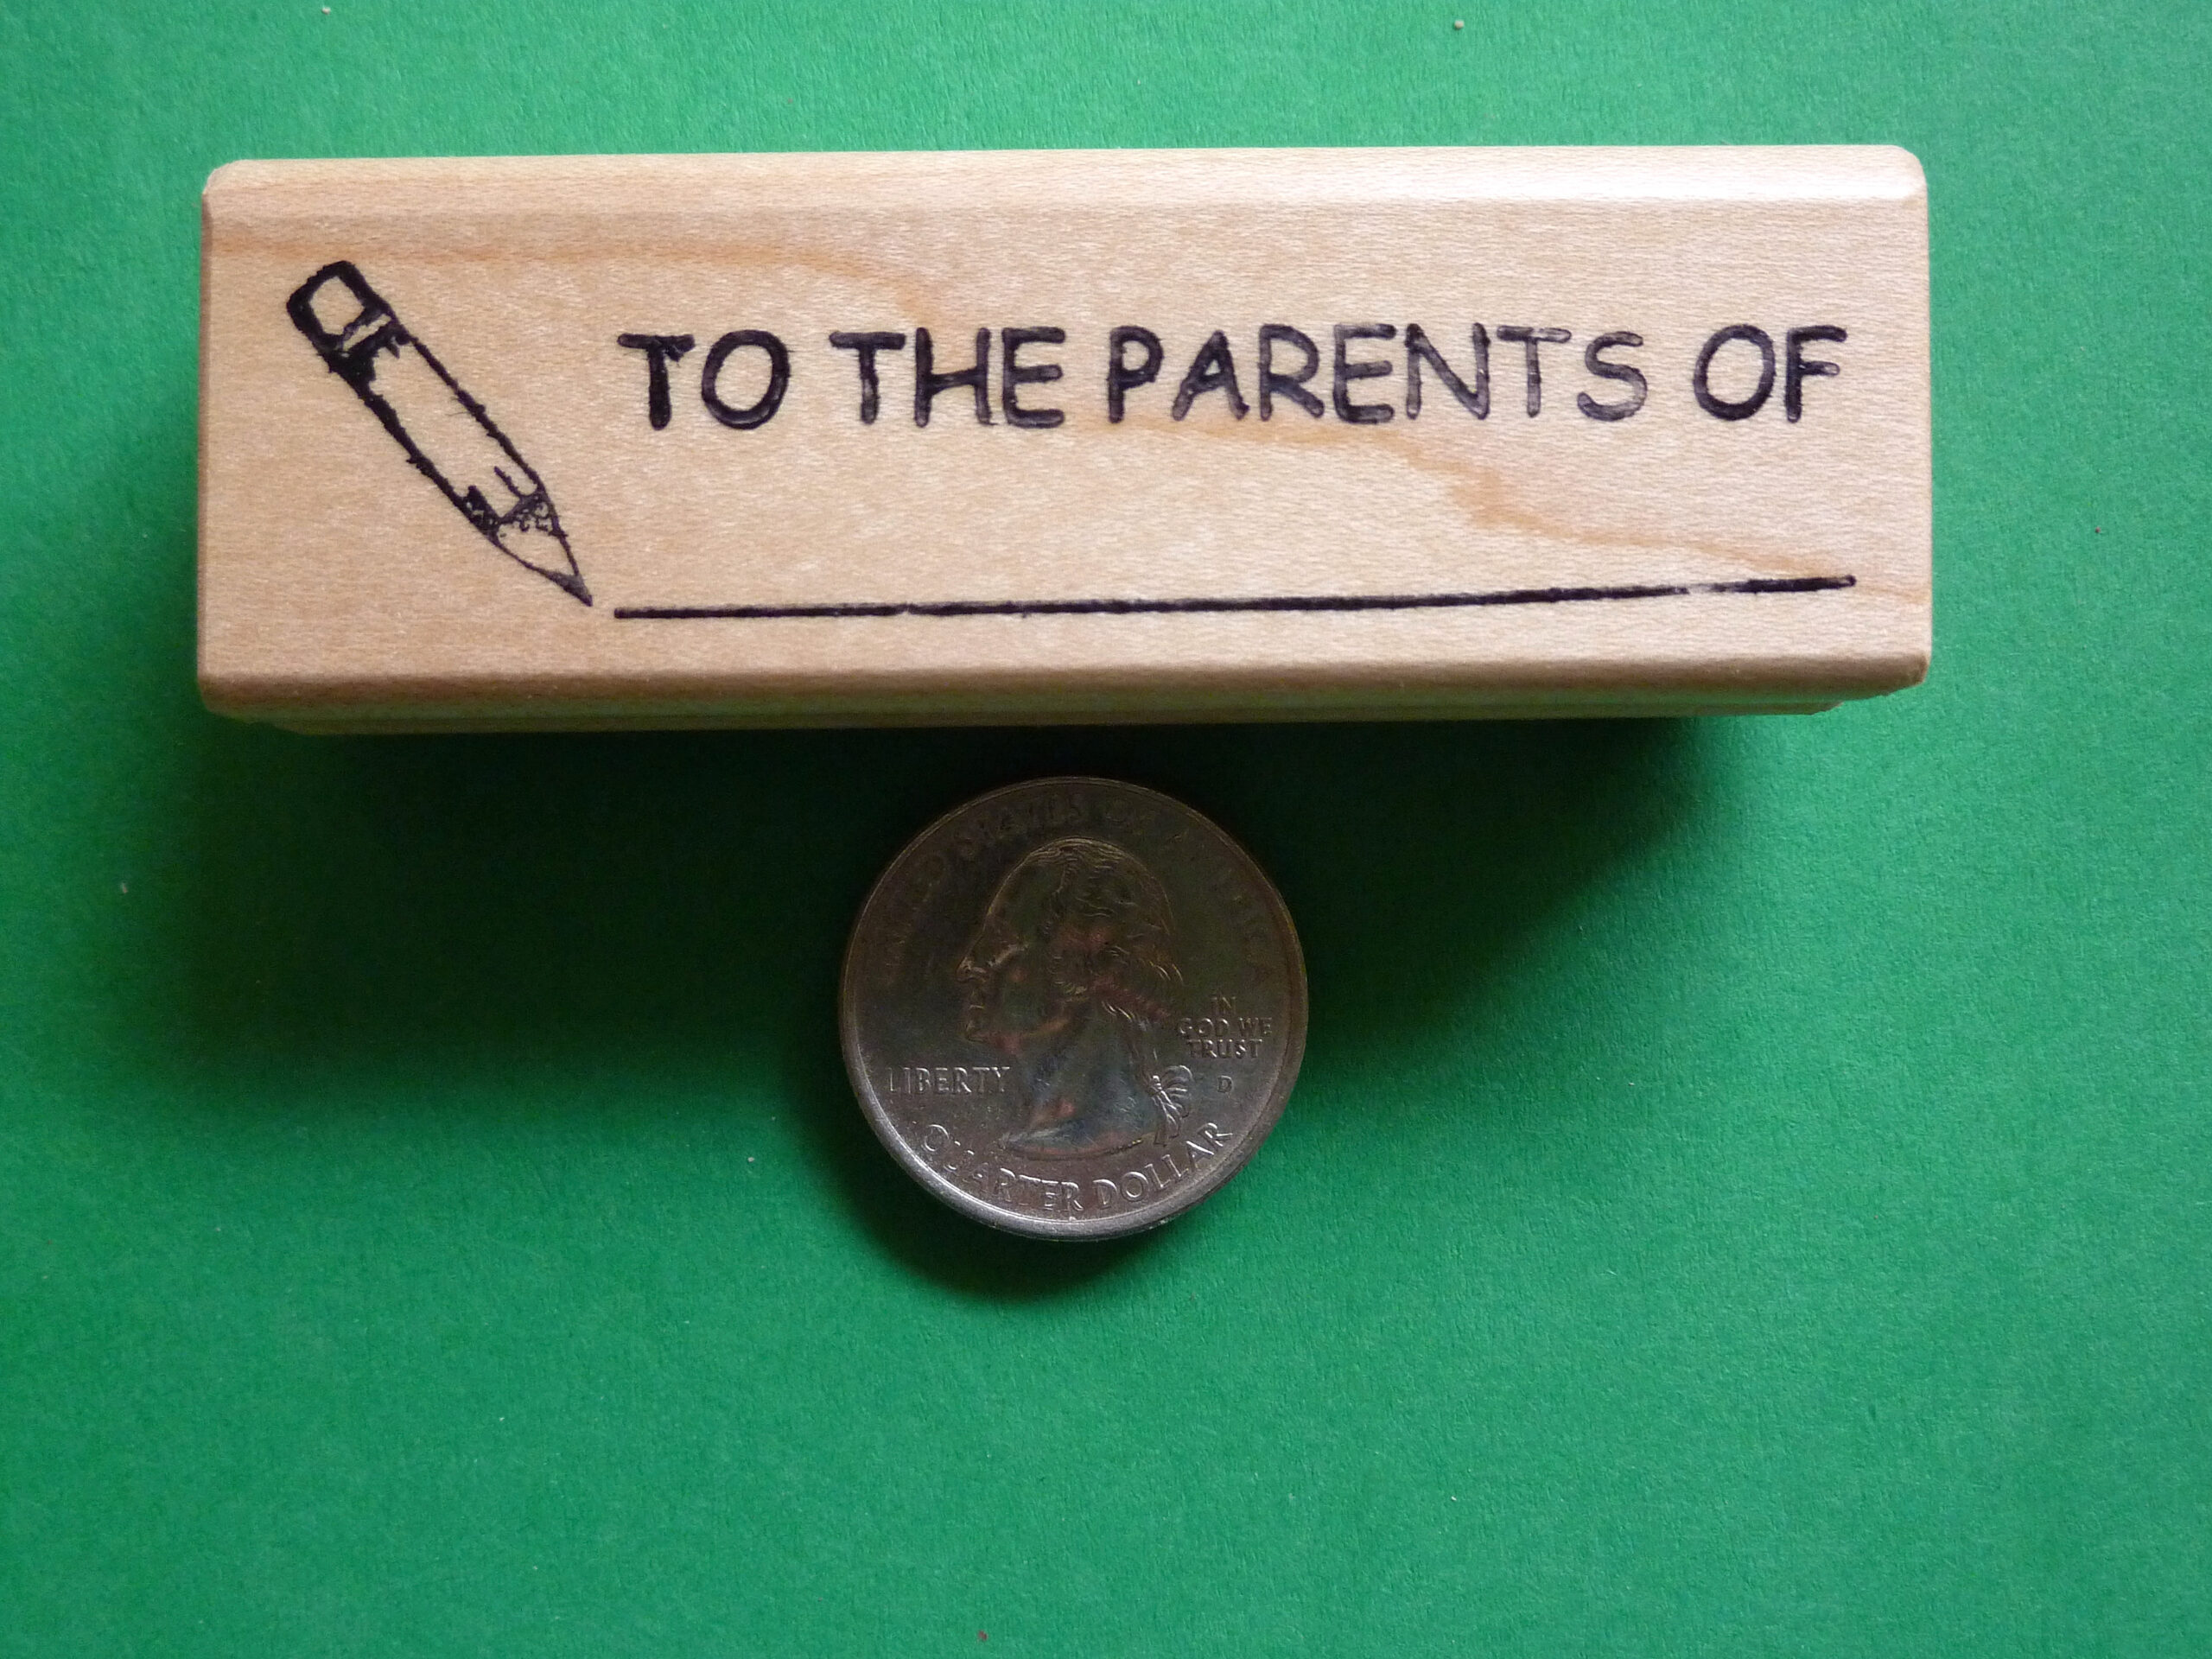 TO THE PARENTS OF
UNITED STATES OF AMERICA
IN
GOD WE
TRUST
LIBERTY
D
QUARTER DOLLAR